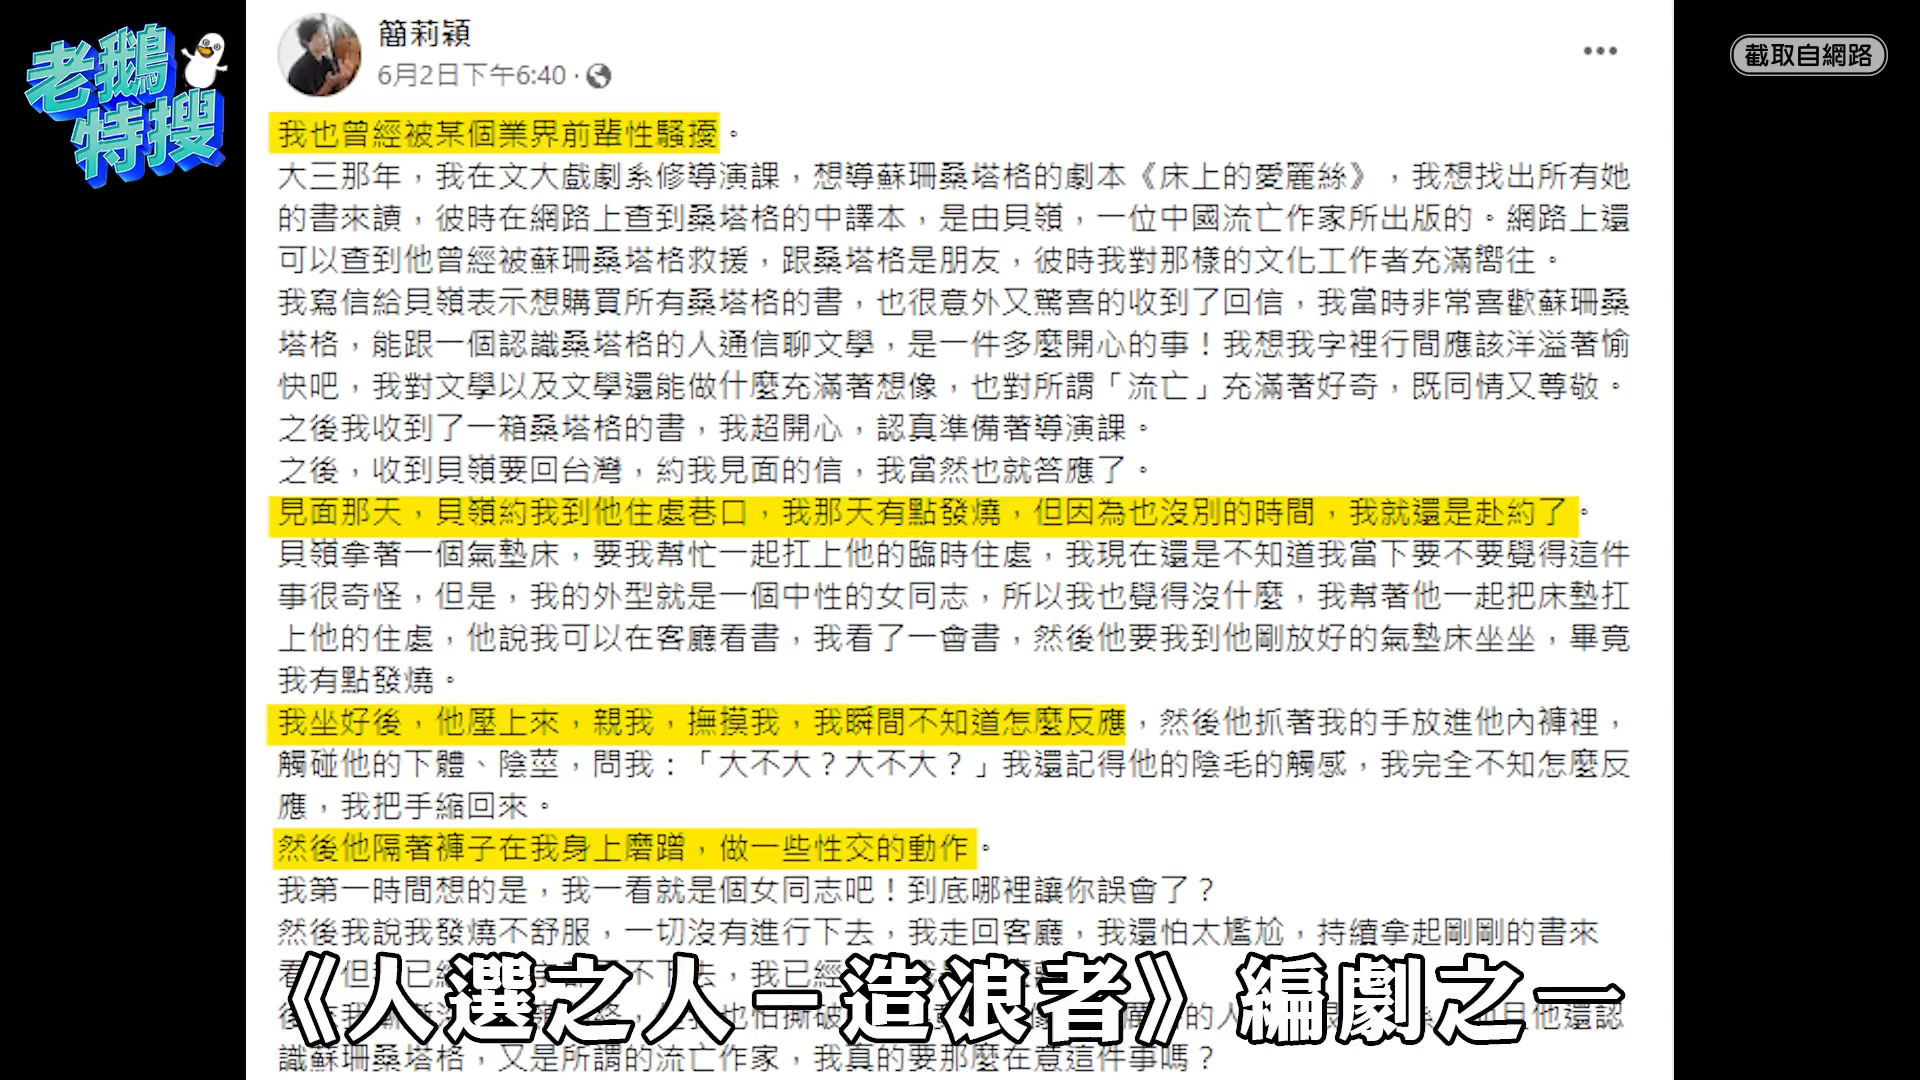 老鵝
特搜
截取自網路
簡莉穎
6月2日下午6:40
我也曾經被某個業界前輩性騷擾。
大三那年，我在文大戲劇系修導演課，想導蘇珊桑塔格的劇本《床上的愛麗絲》，我想找出所有她
的書來讀，彼時在網路上查到桑塔格的中譯本，是由貝嶺，一位中國流亡作家所出版的。網路上還
可以查到他曾經被蘇珊桑塔格救援，跟桑塔格是朋友，彼時我對那樣的文化工作者充滿嚮往。
我寫信給貝嶺表示想購買所有桑塔格的書，也很意外又驚喜的收到了回信，我當時非常喜歡蘇珊桑
塔格，能跟一個認識桑塔格的人通信聊文學，是一件多麼開心的事！我想我字裡行間應該洋溢著愉
快吧，我對文學以及文學還能做什麼充滿著想像，也對所謂「流亡」充滿著好奇，既同情又尊敬。
之後我收到了一箱桑塔格的書，我超開心，認真準備著導演課。
之後，收到貝嶺要回台灣，約我見面的信，我當然也就答應了。
見面那天，貝嶺約我到他住處巷口，我那天有點發燒，但因為也沒別的時間，我就還是赴約了。
貝嶺拿著一個氣墊床，要我幫忙一起扛上他的臨時住處，我現在還是不知道我當下要不要覺得這件
事很奇怪，但是，我的外型就是一個中性的女同志，所以我也覺得沒什麼，我幫著他一起把床墊扛
上他的住處，他說我可以在客廳看書，我看了一會書，然後他要我到他剛放好的氣墊床坐坐，畢竟
我有點發燒。
我坐好後，他壓上來，親我，撫摸我，我瞬間不知道怎麼反應，然後他抓著我的手放進他內褲裡，
觸碰他的下體、陰莖，問我：「大不大？大不大？」我還記得他的陰毛的觸感，我完全不知怎麼反
應，我把手縮回來。
然後他隔著褲子在我身上磨蹭，做一些性交的動作。
我第一時間想的是，我一看就是個女同志吧！到底哪裡讓你誤會了？
然後我說我發燒不舒服，一切沒有進行下去，我走回客廳，我還怕太尷尬，持續拿起剛剛的書來
《人選之人－造浪者》編劇之一
識蘇珊桑塔格，又是所謂的流亡作家，我真的要那麼在意這件事嗎？